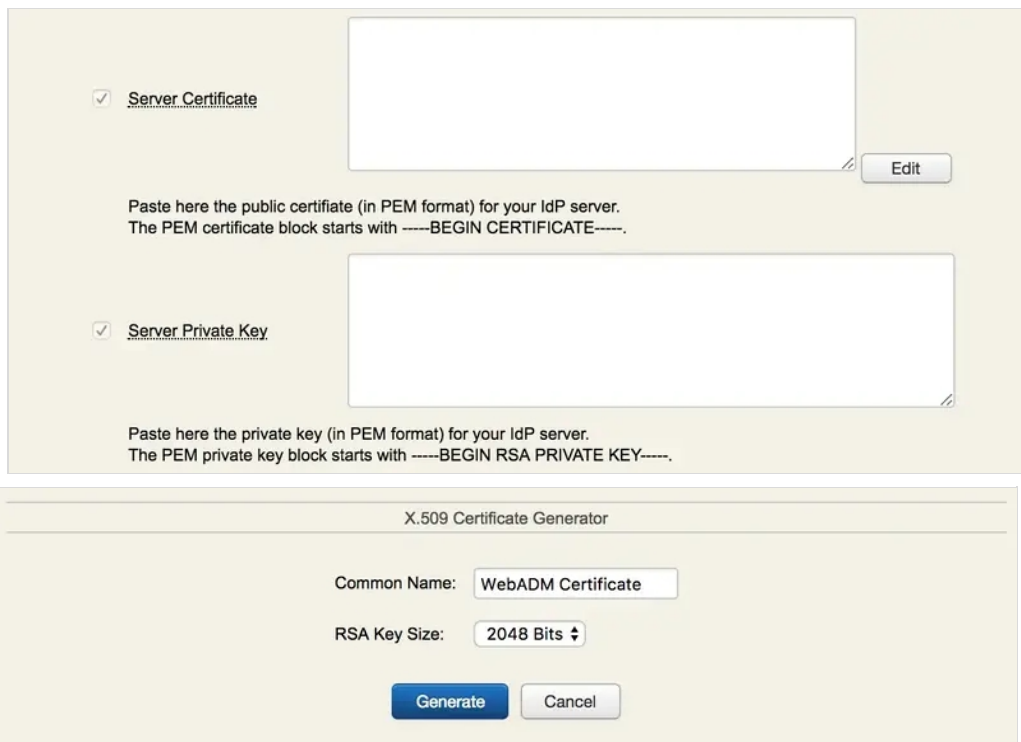 Server Certificate
Edit
Paste here the public certifiate (in PEM format) for your IdP server.
The PEM certificate block starts with -----BEGIN CERTIFICATE-----.
Server Private Key
Paste here the private key (in PEM format) for your IdP server.
The PEM private key block starts with -----BEGIN RSA PRIVATE KEY-----.
X.509 Certificate Generator
Common Name: WebADM Certificate
RSA Key Size: 2048 Bits
Generate Cancel